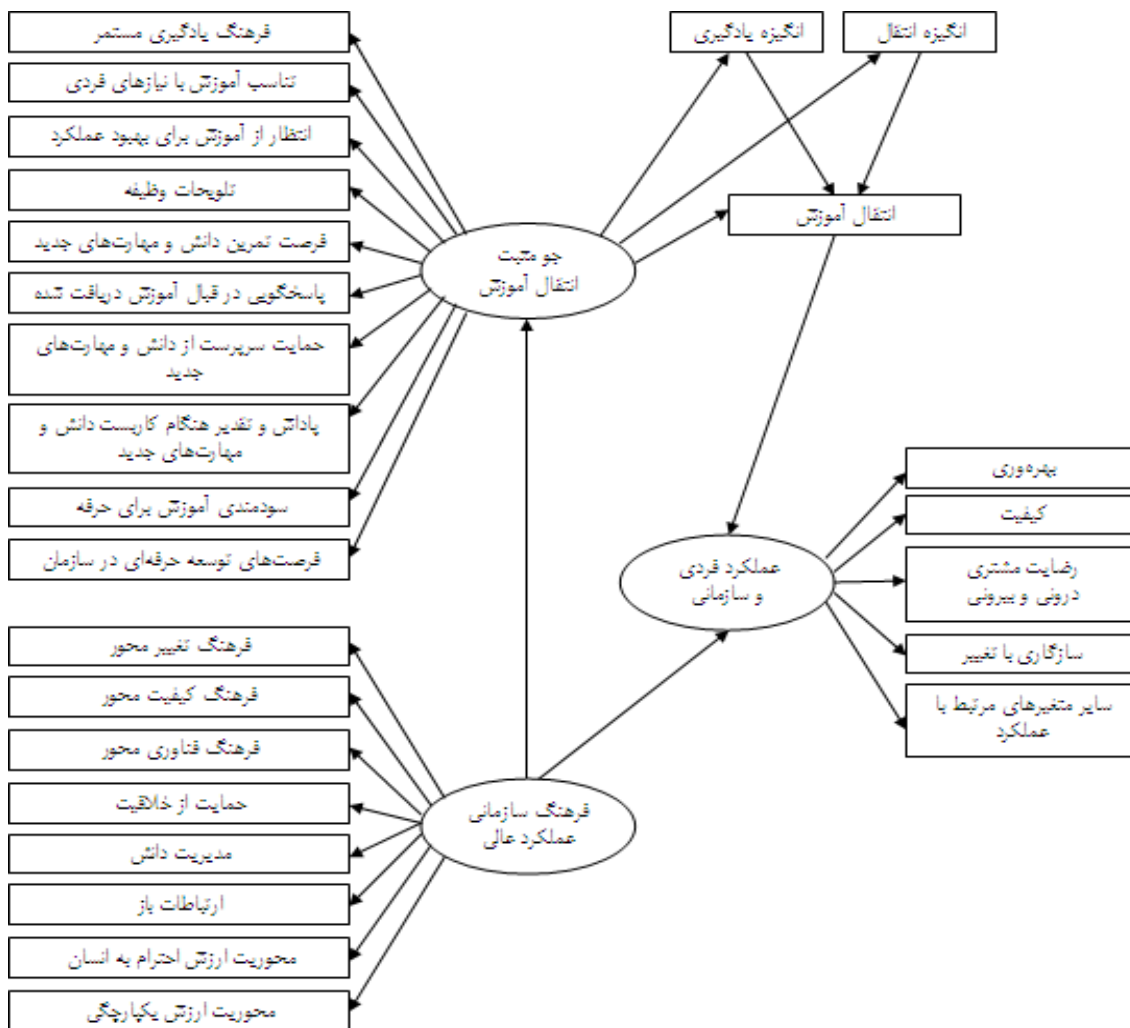 انگیزه انتقال
انگیزه یادگیری
فرهنگ یادگیری مستمر
تناسب آموزش با نیازهای فردی
انتظار از آموزش برای بهبود عملکرد
تلویحات وظیفه
انتقال آموزش
فرصت تمرین دانش و مهارت‌های جدید
جو مثبت
انتقال آموزش
پاسخگویی در قبال آموزش دریافت شده
حمایت سرپرست از دانش و مهارت‌های
جدید
پاداش و تقدیر هنگام کاربست دانش و
مهارت‌های جدید
سودمندی آموزش برای حرفه
فرصت‌های توسعه حرفه‌ای در سازمان
بهره‌وری
کیفیت
رضایت مشتری
درونی و بیرونی
سازگاری با تغییر
سایر متغیرهای مرتبط با
عملکرد
عملکرد فردی
و سازمانی
فرهنگ تغییر محور
فرهنگ کیفیت محور
فرهنگ فناوری محور
حمایت از خلاقیت
مدیریت دانش
ارتباطات باز
محوریت ارزش احترام به انسان
محوریت ارزش یکپارچگی
فرهنگ سازمانی
عملکرد عالی